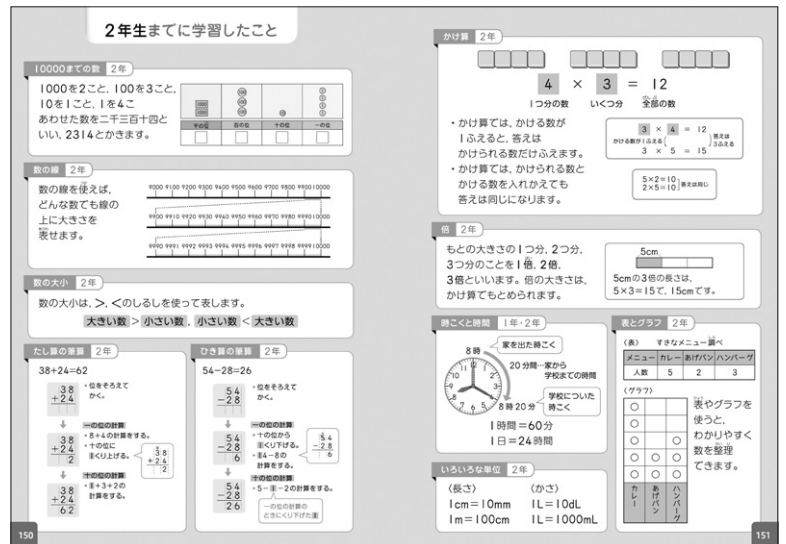 2年生までに学習したこと
10000までの数 2年
1000を2こと, 100を3こと,
10を1こと, 1を4こ
あわせた数を二千三百十四と
いい, 2314とかきます。
千の位 百の位 十の位 一の位
数の線 2年
数の線を使えば,
どんな数でも線の
上に大きさを
表せます。
9000 9100 9200 9300 9400 9500 9600 9700 9800 9900 10000
9900 9910 9920 9930 9940 9950 9960 9970 9980 9990 10000
9990 9991 9992 9993 9994 9995 9996 9997 9998 9999 10000
数の大小 2年
数の大小は, >, <のしるしを使って表します。
大きい数 > 小さい数, 小さい数 < 大きい数
たし算の筆算 2年
38+24=62
38
+24
・位をそろえて
かく。
一の位の計算
・8+4の計算をする。
・十の位に
1くり上げる。
38
+24
2
38
+24
2
十の位の計算
・1+3+2の
計算をする。
38
+24
62
ひき算の筆算 2年
54-28=26
54
-28
・位をそろえて
かく。
一の位の計算
・十の位から
1くり下げる。
・14-8の
計算をする。
54
-28
6
54
-28
6
十の位の計算
・5-1-2の計算をする。
54
-28
26
一の位の計算の
ときにくり下げた1
150
かけ算 2年
4 × 3 = 12
1つ分の数 いくつ分 全部の数
・かけ算では, かける数が
1ふえると, 答えは
かけられる数だけふえます。
・かけ算では, かけられる数と
かける数を入れかえても
答えは同じになります。
3 × 4 = 12
かける数が1ふえる 答えは
3ふえる
3 × 5 = 15
5×2=10
2×5=10
答えは同じ
倍 2年
もとの大きさの1つ分, 2つ分,
3つ分のことを1倍, 2倍,
3倍といいます。倍の大きさは,
かけ算でもとめられます。
5cm
5cmの3倍の長さは,
5×3=15で, 15cmです。
時こくと時間 1年・2年
8時
家を出た時こく
20分間…家から
学校までの時間
8時20分
学校についた
時こく
1時間=60分
1日=24時間
いろいろな単位 2年
〈長さ〉 〈かさ〉
1cm=10mm 1L=10dL
1m=100cm 1L=1000mL
表とグラフ 2年
〈表〉 すきなメニュー調べ
メニュー カレー あげパン ハンバーグ
人数 5 2 3
〈グラフ〉
カレー あげパン ハンバーグ
表やグラフを
使うと,
わかりやすく
数を整理
できます。
151